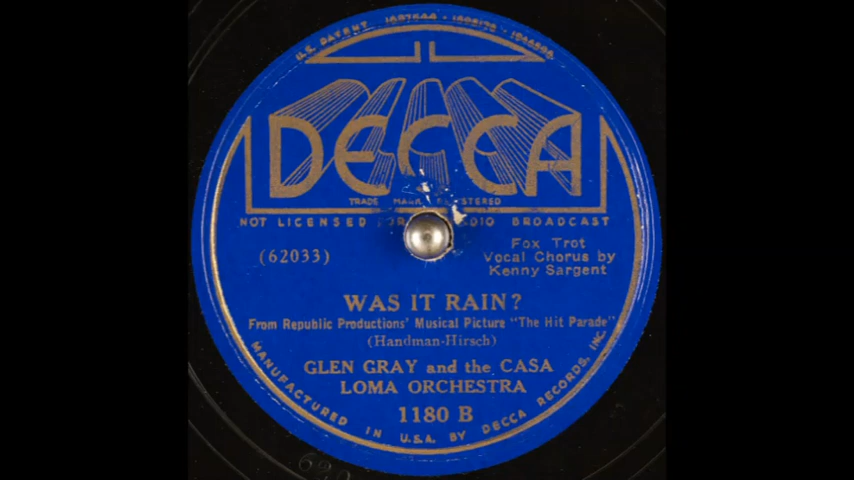 U.S. PATENT
DECCA
TRADE MARK REGISTERED
NOT LICENSED FOR RADIO BROADCAST
(62033)
Fox Trot
Vocal Chorus by
Kenny Sargent
WAS IT RAIN?
From Republic Productions' Musical Picture "The Hit Parade"
(Handman-Hirsch)
GLEN GRAY and the CASA
LOMA ORCHESTRA
1180 B
MANUFACTURED IN U.S.A. BY DECCA RECORDS, INC.